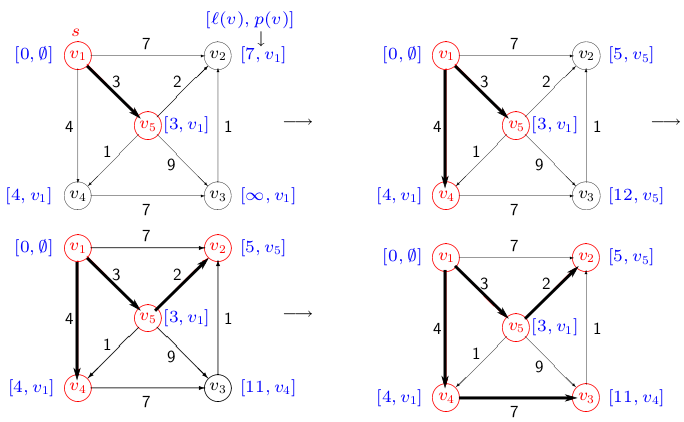 [ℓ(v), p(v)]
↓
s
[0, ∅] v₁ 7 v₂ [7, v₁]
3 2
4 v₅ [3, v₁] 1 ⟶
1 9
[4, v₁] v₄ v₃ [∞, v₁]
7
[0, ∅] v₁ 7 v₂ [5, v₅]
3 2
4 v₅ [3, v₁] 1 ⟶
1 9
[4, v₁] v₄ v₃ [12, v₅]
7
[0, ∅] v₁ 7 v₂ [5, v₅]
3 2
4 v₅ [3, v₁] 1 ⟶
1 9
[4, v₁] v₄ v₃ [11, v₄]
7
[0, ∅] v₁ 7 v₂ [5, v₅]
3 2
4 v₅ [3, v₁] 1
1 9
[4, v₁] v₄ v₃ [11, v₄]
7